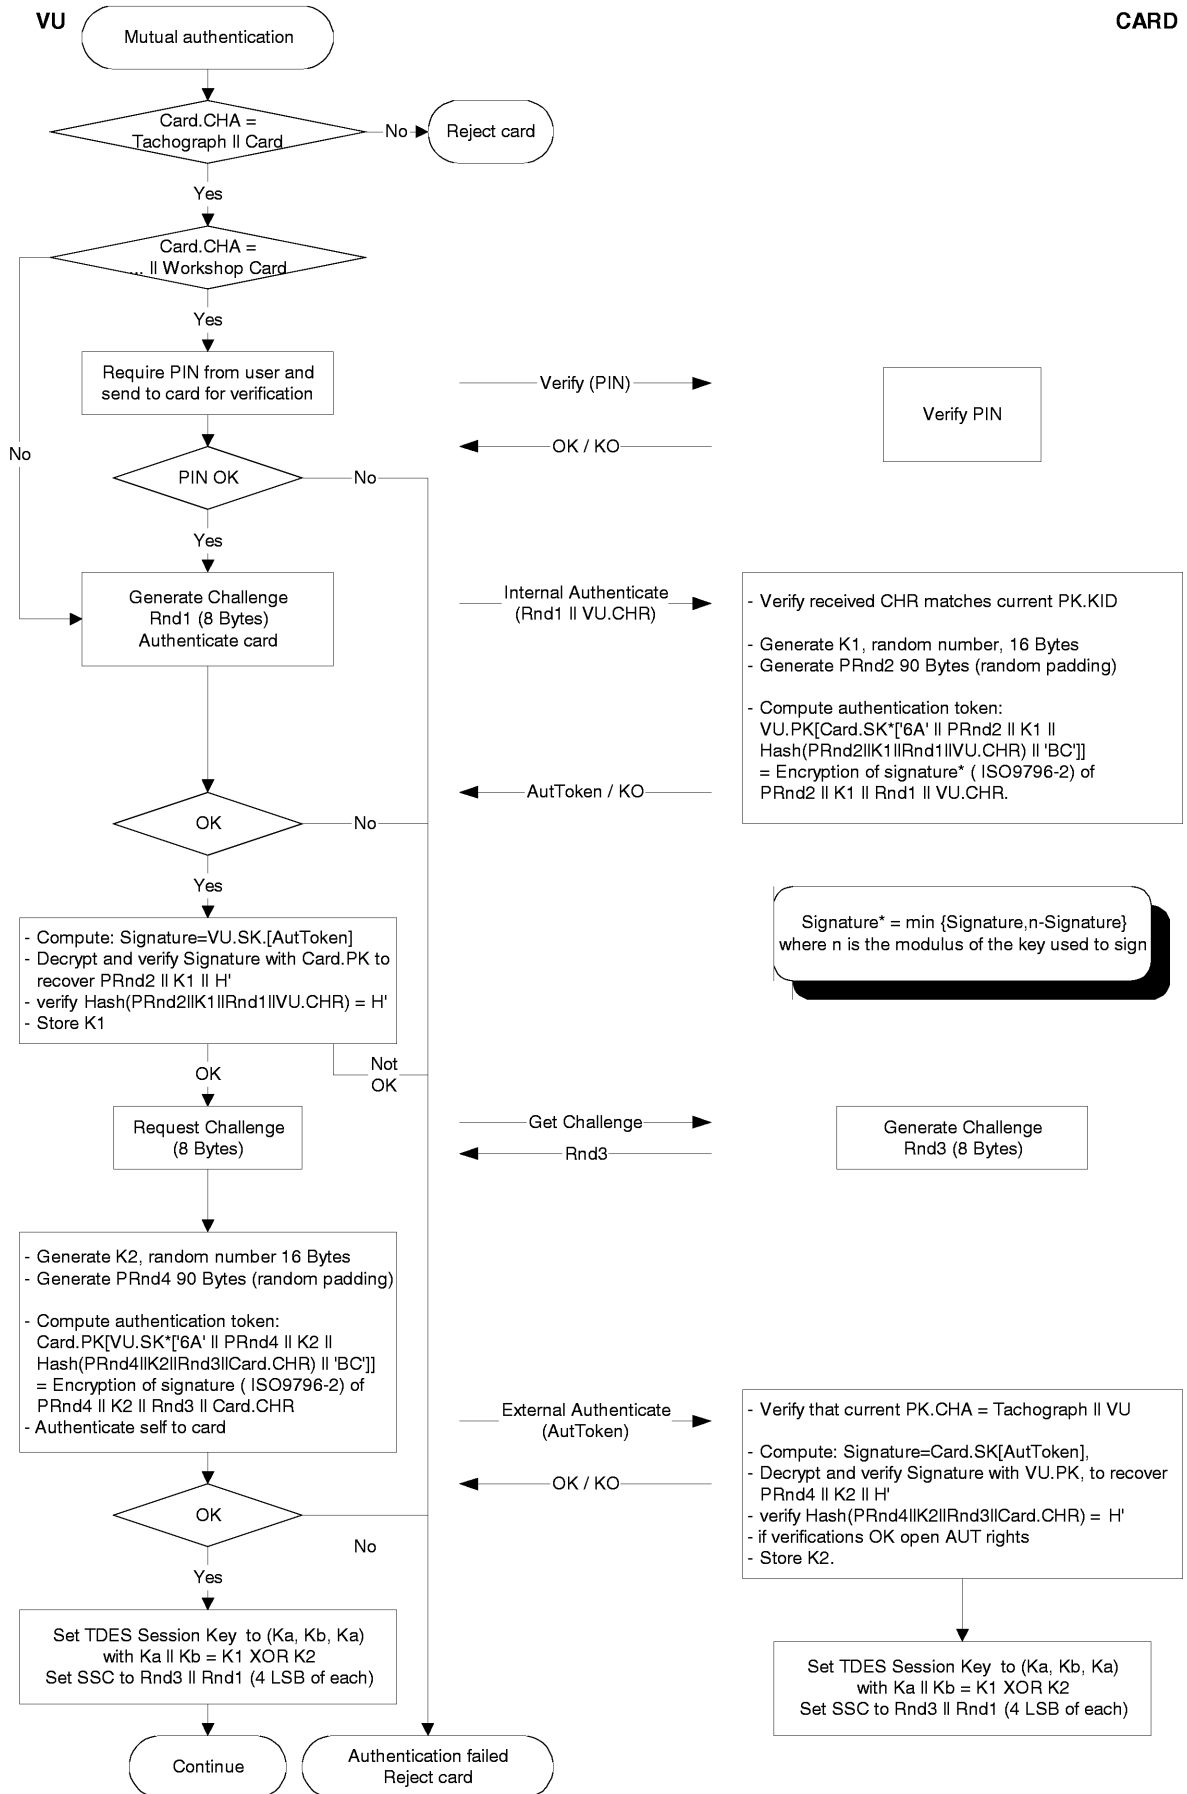 VU
CARD
Mutual authentication
Card.CHA =
Tachograph || Card
No
Reject card
Yes
Card.CHA =
... || Workshop Card
Yes
Require PIN from user and
send to card for verification
Verify (PIN)
Verify PIN
OK / KO
No
PIN OK
No
Yes
Generate Challenge
Rnd1 (8 Bytes)
Authenticate card
Internal Authenticate
(Rnd1 || VU.CHR)
- Verify received CHR matches current PK.KID
- Generate K1, random number, 16 Bytes
- Generate PRnd2 90 Bytes (random padding)
- Compute authentication token:
VU.PK[Card.SK*['6A' || PRnd2 || K1 ||
Hash(PRnd2||K1||Rnd1||VU.CHR) || 'BC']]
= Encryption of signature* ( ISO9796-2) of
PRnd2 || K1 || Rnd1 || VU.CHR.
AutToken / KO
OK
No
Yes
Signature* = min {Signature,n-Signature}
where n is the modulus of the key used to sign
- Compute: Signature=VU.SK.[AutToken]
- Decrypt and verify Signature with Card.PK to
recover PRnd2 || K1 || H'
- verify Hash(PRnd2||K1||Rnd1||VU.CHR) = H'
- Store K1
OK
Not
OK
Request Challenge
(8 Bytes)
Get Challenge
Rnd3
Generate Challenge
Rnd3 (8 Bytes)
- Generate K2, random number 16 Bytes
- Generate PRnd4 90 Bytes (random padding)
- Compute authentication token:
Card.PK[VU.SK*['6A' || PRnd4 || K2 ||
Hash(PRnd4||K2||Rnd3||Card.CHR) || 'BC']]
= Encryption of signature ( ISO9796-2) of
PRnd4 || K2 || Rnd3 || Card.CHR
- Authenticate self to card
External Authenticate
(AutToken)
OK / KO
- Verify that current PK.CHA = Tachograph || VU
- Compute: Signature=Card.SK[AutToken],
- Decrypt and verify Signature with VU.PK, to recover
PRnd4 || K2 || H'
- verify Hash(PRnd4||K2||Rnd3||Card.CHR) = H'
- if verifications OK open AUT rights
- Store K2.
OK
No
Yes
Set TDES Session Key to (Ka, Kb, Ka)
with Ka || Kb = K1 XOR K2
Set SSC to Rnd3 || Rnd1 (4 LSB of each)
Set TDES Session Key to (Ka, Kb, Ka)
with Ka || Kb = K1 XOR K2
Set SSC to Rnd3 || Rnd1 (4 LSB of each)
Continue
Authentication failed
Reject card